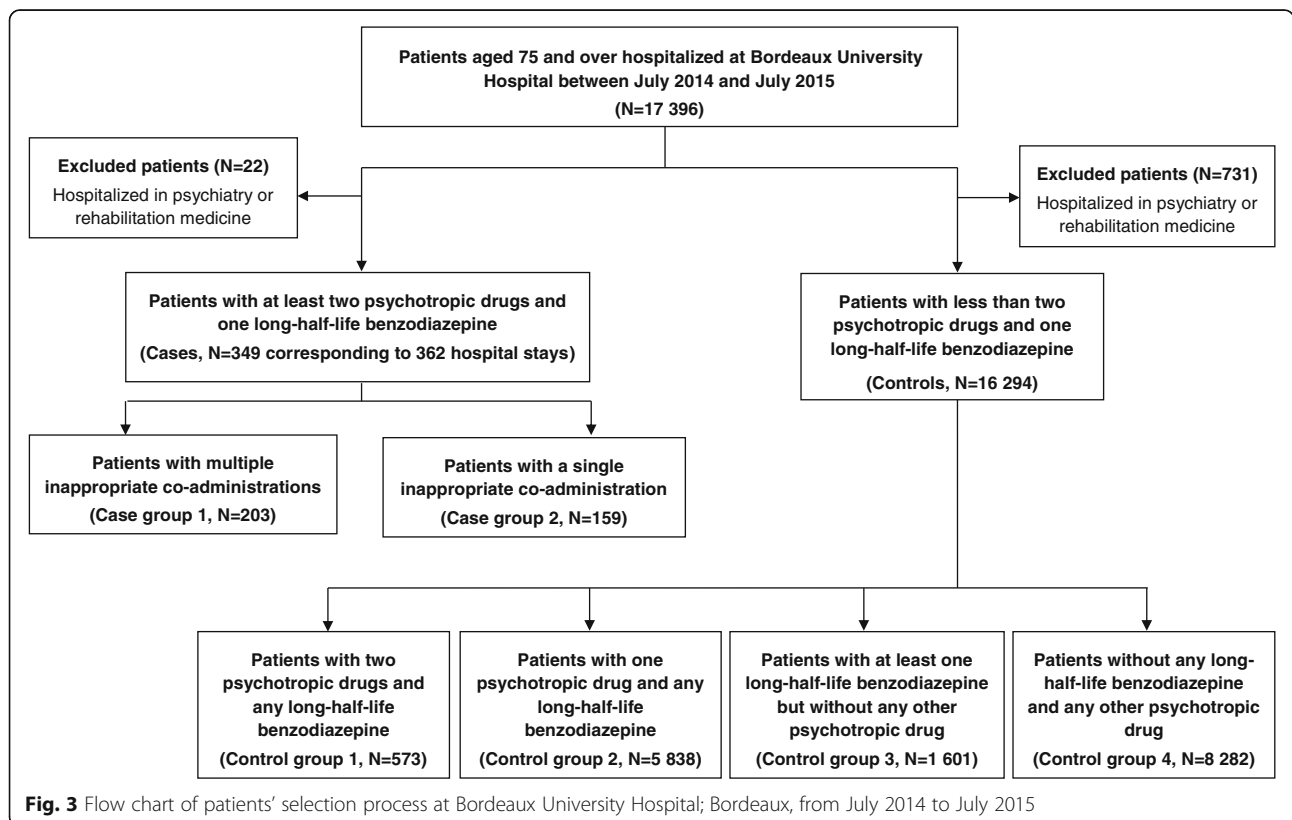 Patients aged 75 and over hospitalized at Bordeaux University
Hospital between July 2014 and July 2015
(N=17 396)
Excluded patients (N=22)
Hospitalized in psychiatry or
rehabilitation medicine
Excluded patients (N=731)
Hospitalized in psychiatry or
rehabilitation medicine
Patients with at least two psychotropic drugs and
one long-half-life benzodiazepine
(Cases, N=349 corresponding to 362 hospital stays)
Patients with less than two
psychotropic drugs and one
long-half-life benzodiazepine
(Controls, N=16 294)
Patients with multiple
inappropriate co-administrations
(Case group 1, N=203)
Patients with a single
inappropriate co-administration
(Case group 2, N=159)
Patients with two
psychotropic drugs and
any long-half-life
benzodiazepine
(Control group 1, N=573)
Patients with one
psychotropic drug and any
long-half-life
benzodiazepine
(Control group 2, N=5 838)
Patients with at least one
long-half-life benzodiazepine
but without any other
psychotropic drug
(Control group 3, N=1 601)
Patients without any long-
half-life benzodiazepine
and any other psychotropic
drug
(Control group 4, N=8 282)
Fig. 3 Flow chart of patients’ selection process at Bordeaux University Hospital; Bordeaux, from July 2014 to July 2015